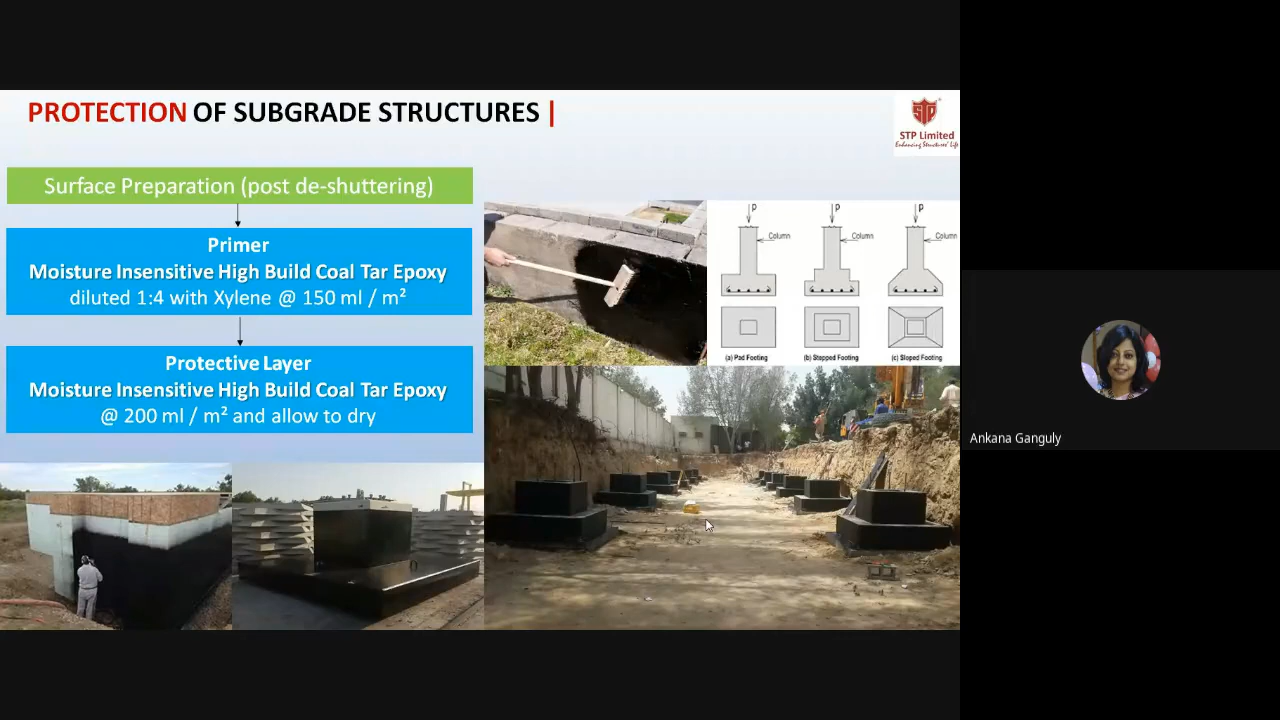 PROTECTION OF SUBGRADE STRUCTURES |
STP
STP Limited
Enhancing Structures' Life
Surface Preparation (post de-shuttering)
Primer
Moisture Insensitive High Build Coal Tar Epoxy
diluted 1:4 with Xylene @ 150 ml / m²
Protective Layer
Moisture Insensitive High Build Coal Tar Epoxy
@ 200 ml / m² and allow to dry
P P P
Column Column Column
(a) Pad Footing (b) Stepped Footing (c) Sloped Footing
Ankana Ganguly